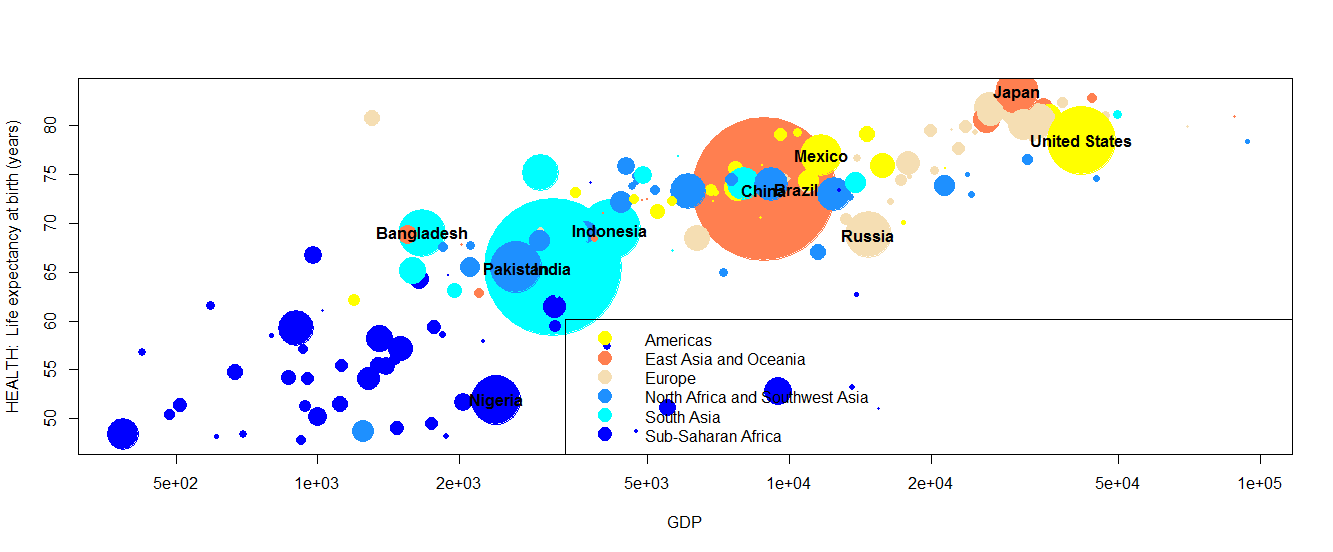 HEALTH: Life expectancy at birth (years)
80
75
70
65
60
55
50
Japan
United States
Mexico
China
Brazil
Bangladesh
Indonesia
Russia
Pakistan
India
Nigeria
Americas
East Asia and Oceania
Europe
North Africa and Southwest Asia
South Asia
Sub-Saharan Africa
5e+02 1e+03 2e+03 5e+03 1e+04 2e+04 5e+04 1e+05
GDP